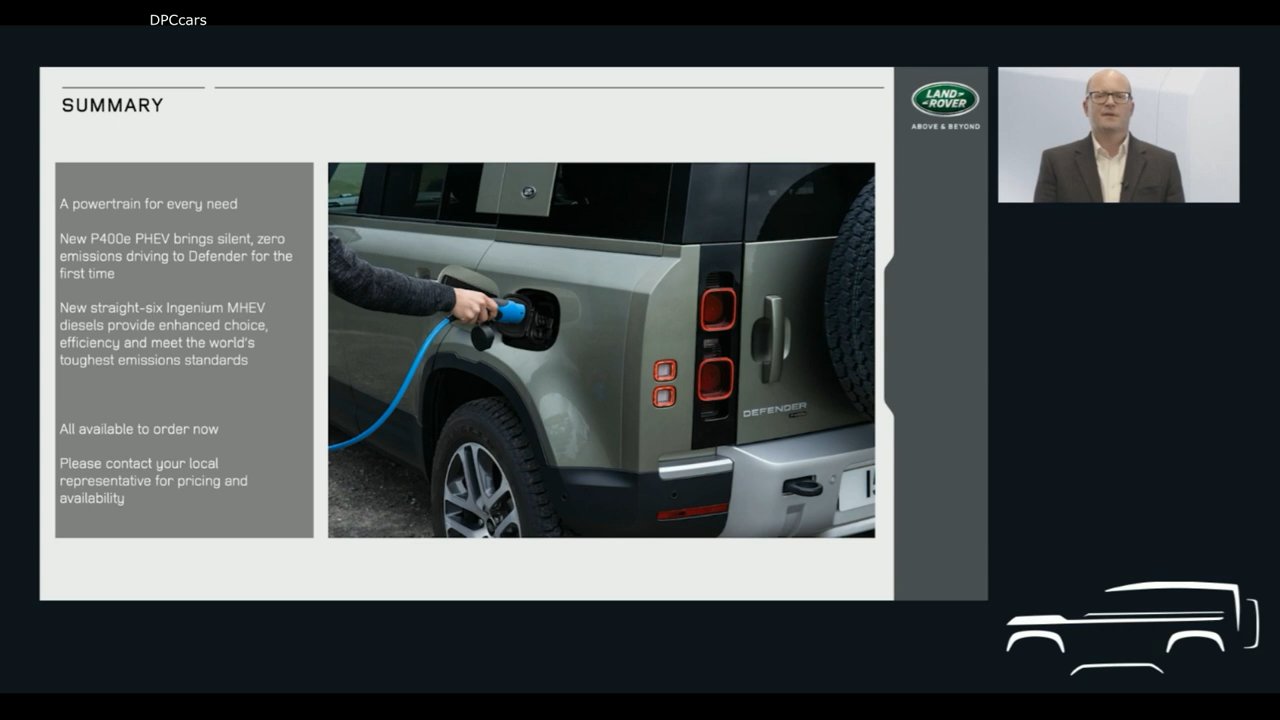 DPCcars
SUMMARY
A powertrain for every need
New P400e PHEV brings silent, zero
emissions driving to Defender for the
first time
New straight-six Ingenium MHEV
diesels provide enhanced choice,
efficiency and meet the world's
toughest emissions standards
All available to order now
Please contact your local
representative for pricing and
availability
DEFENDER
LAND-
-ROVER
ABOVE & BEYOND